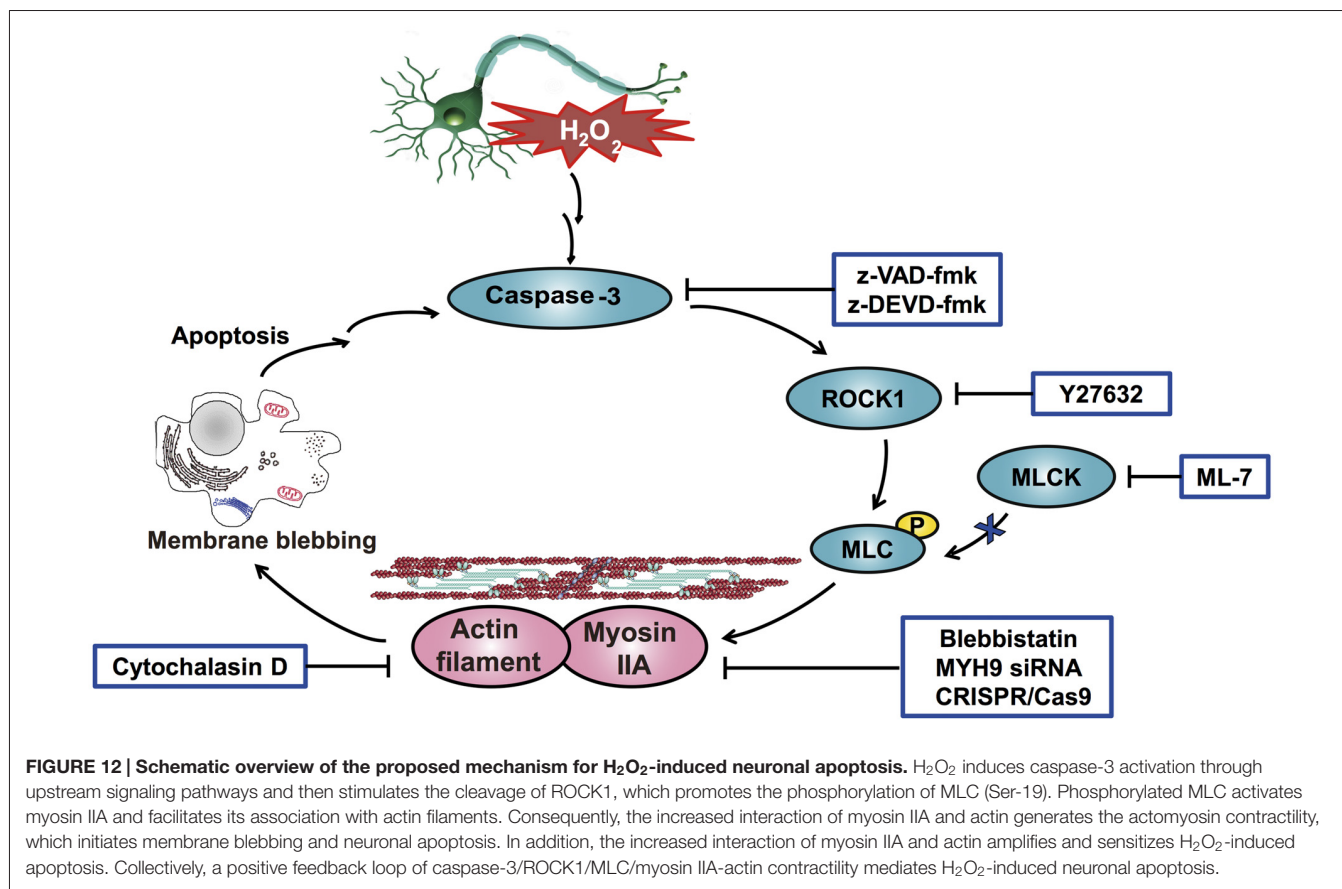 H₂O₂
Caspase-3
z-VAD-fmk
z-DEVD-fmk
Apoptosis
ROCK1
Y27632
MLCK
ML-7
P
MLC
Membrane blebbing
Actin
filament
Myosin
IIA
Cytochalasin D
Blebbistatin
MYH9 siRNA
CRISPR/Cas9
FIGURE 12 | Schematic overview of the proposed mechanism for H₂O₂-induced neuronal apoptosis. H₂O₂ induces caspase-3 activation through
upstream signaling pathways and then stimulates the cleavage of ROCK1, which promotes the phosphorylation of MLC (Ser-19). Phosphorylated MLC activates
myosin IIA and facilitates its association with actin filaments. Consequently, the increased interaction of myosin IIA and actin generates the actomyosin contractility,
which initiates membrane blebbing and neuronal apoptosis. In addition, the increased interaction of myosin IIA and actin amplifies and sensitizes H₂O₂-induced
apoptosis. Collectively, a positive feedback loop of caspase-3/ROCK1/MLC/myosin IIA-actin contractility mediates H₂O₂-induced neuronal apoptosis.